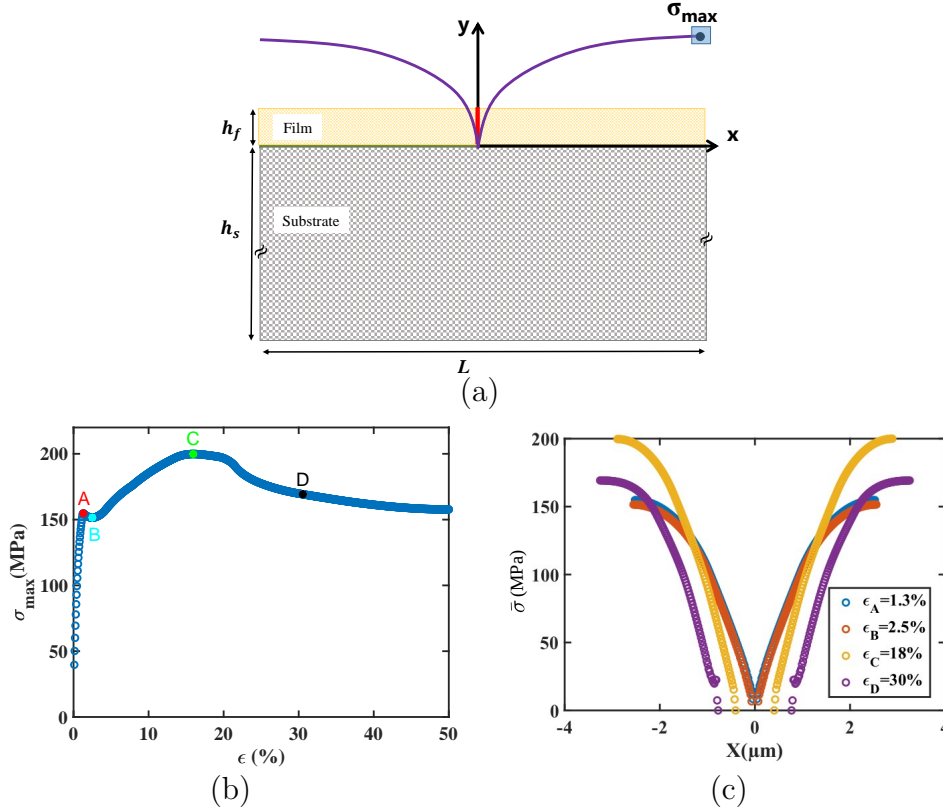 σmax
y
hf
Film
x
hs
Substrate
L
(a)
A
B
C
D
200
150
100
50
0
σmax(MPa)
0 10 20 30 40 50
ϵ (%)
(b)
200
150
100
50
0
σ̄ (MPa)
ϵA=1.3%
ϵB=2.5%
ϵC=18%
ϵD=30%
-4 -2 0 2 4
X(μm)
(c)